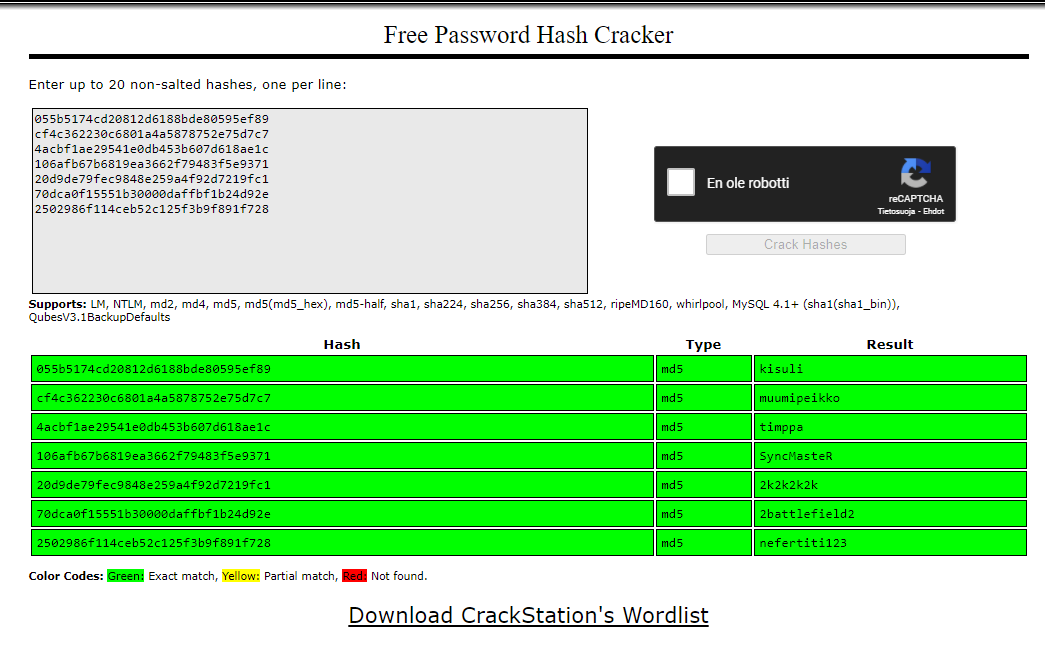 Free Password Hash Cracker
Enter up to 20 non-salted hashes, one per line:
055b5174cd20812d6188bde80595ef89
cf4c362230c6801a4a5878752e75d7c7
4acbf1ae29541e0db453b607d618ae1c
106afb67b6819ea3662f79483f5e9371
20d9de79fec9848e259a4f92d7219fc1
70dca0f15551b30000daffbf1b24d92e
2502986f114ceb52c125f3b9f891f728
En ole robotti
reCAPTCHA
Tietosuoja - Ehdot
Crack Hashes
Supports: LM, NTLM, md2, md4, md5, md5(md5_hex), md5-half, sha1, sha224, sha256, sha384, sha512, ripeMD160, whirlpool, MySQL 4.1+ (sha1(sha1_bin)),
QubesV3.1BackupDefaults
Hash Type Result
055b5174cd20812d6188bde80595ef89 md5 kisuli
cf4c362230c6801a4a5878752e75d7c7 md5 muumipeikko
4acbf1ae29541e0db453b607d618ae1c md5 timppa
106afb67b6819ea3662f79483f5e9371 md5 SyncMasteR
20d9de79fec9848e259a4f92d7219fc1 md5 2k2k2k2k
70dca0f15551b30000daffbf1b24d92e md5 2battlefield2
2502986f114ceb52c125f3b9f891f728 md5 nefertiti123
Color Codes: Green: Exact match, Yellow: Partial match, Red: Not found.
Download CrackStation's Wordlist